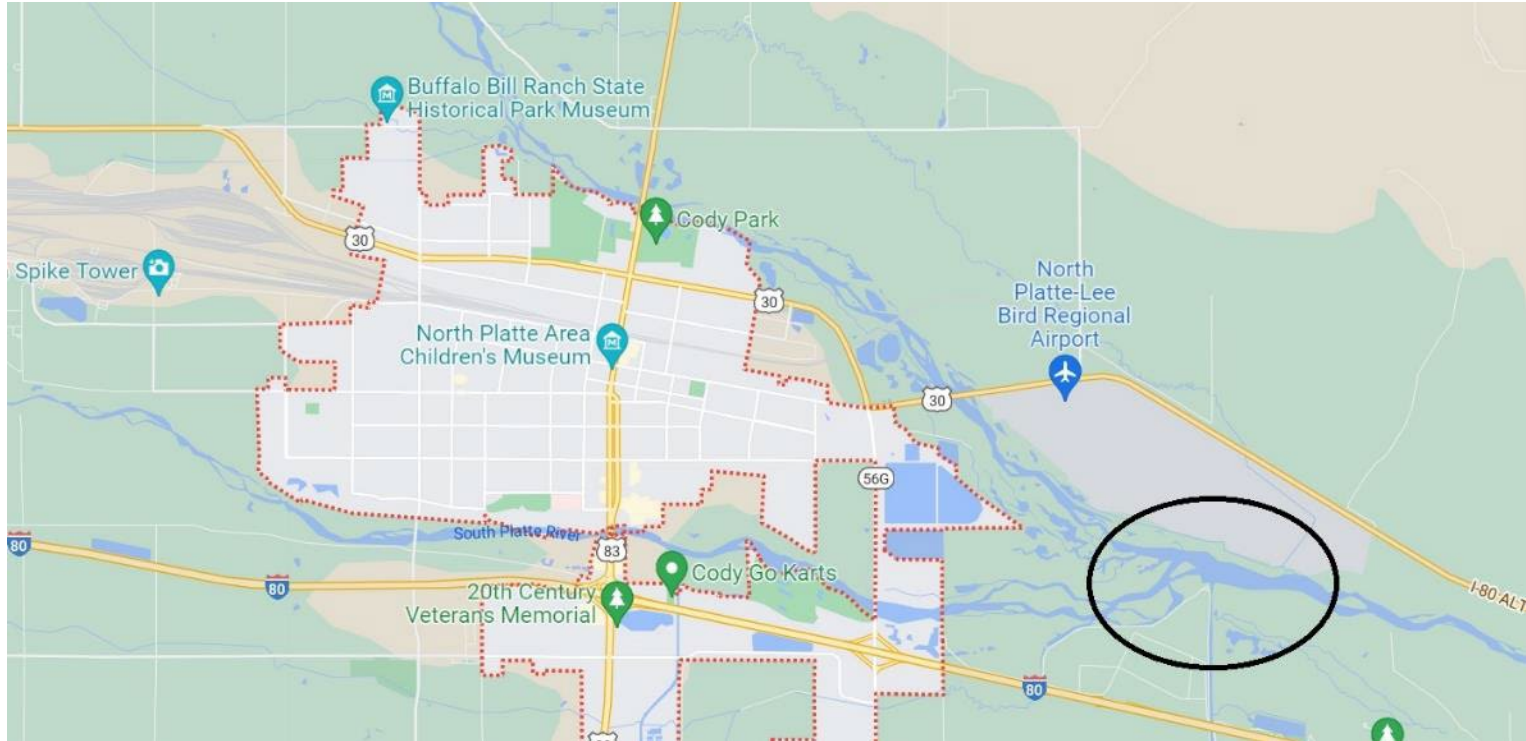 Buffalo Bill Ranch State
Historical Park Museum
30
Cody Park
Spike Tower
30
North
Platte-Lee
Bird Regional
Airport
North Platte Area
Children's Museum
30
56G
South Platte River
80
83
80
Cody Go Karts
20th Century
Veterans Memorial
I-80 ALT
80